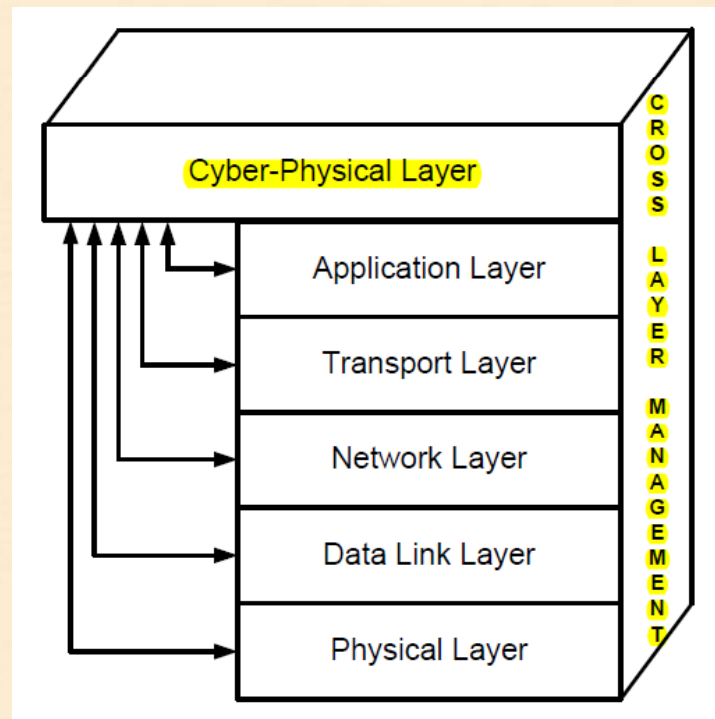 Cyber-Physical Layer
Application Layer
Transport Layer
Network Layer
Data Link Layer
Physical Layer
CROSS LAYER MANAGEMENT